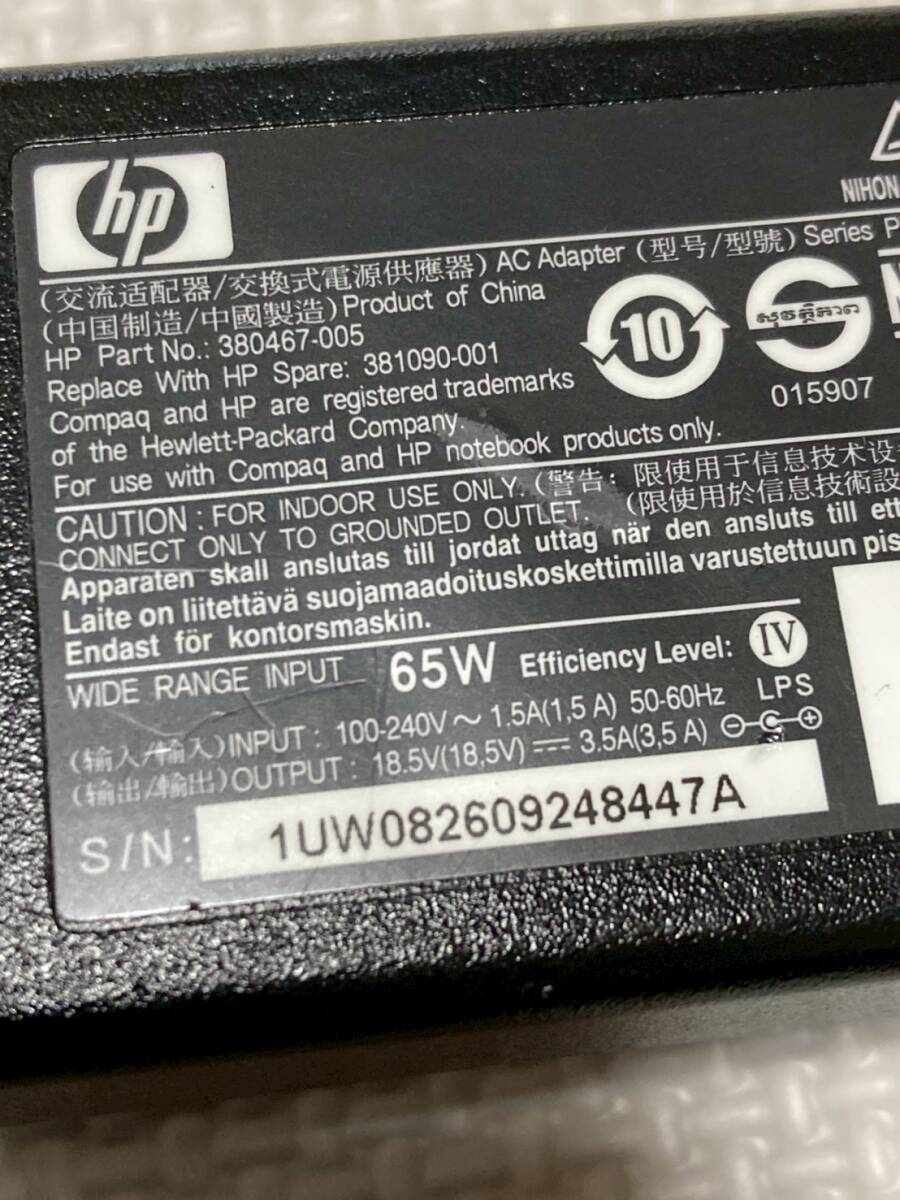 hp
NIHON
(交流适配器/交換式電源供應器) AC Adapter (型号/型號) Series P
(中国制造/中國製造) Product of China
HP Part No.: 380467-005
Replace With HP Spare: 381090-001
Compaq and HP are registered trademarks
of the Hewlett-Packard Company.
For use with Compaq and HP notebook products only.
10
015907
CAUTION : FOR INDOOR USE ONLY. (警告: 限使用于信息技术设
CONNECT ONLY TO GROUNDED OUTLET. (限使用於信息技術設
Apparaten skall anslutas till jordat uttag när den ansluts till ett
Laite on liitettävä suojamaadoituskoskettimilla varustettuun pis
Endast för kontorsmaskin.
WIDE RANGE INPUT 65W Efficiency Level: IV
LPS
(输入/輸入)INPUT : 100-240V～ 1.5A(1,5 A) 50-60Hz
(输出/輸出)OUTPUT : 18.5V(18,5V) ⎓ 3.5A(3,5 A)
S/N: 1UW082609248447A